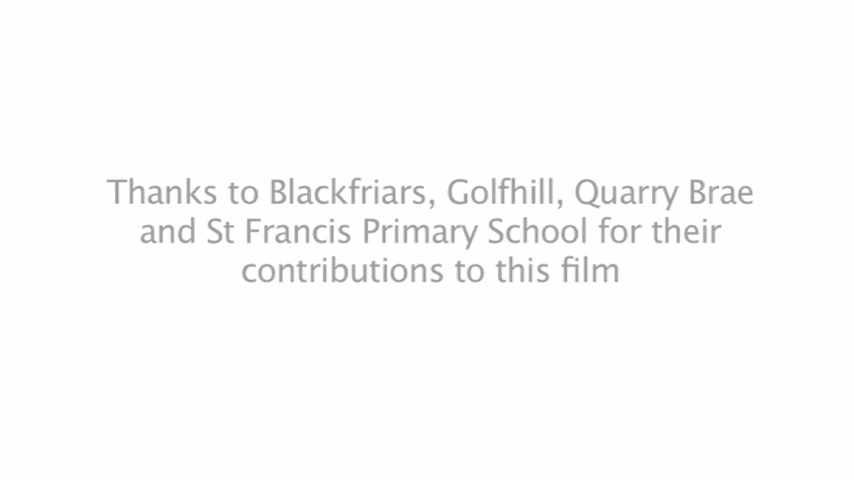 Thanks to Blackfriars, Golfhill, Quarry Brae
and St Francis Primary School for their
contributions to this film